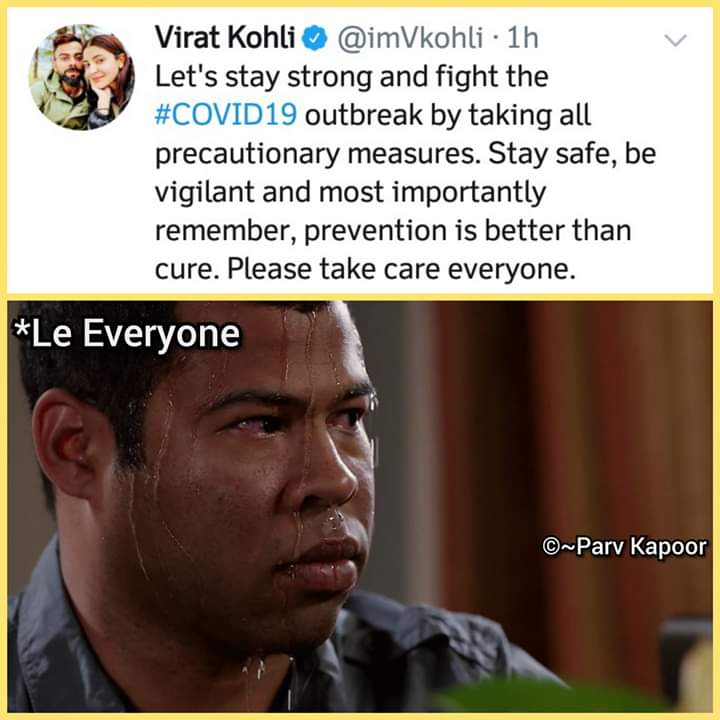 Virat Kohli @imVkohli · 1h
Let's stay strong and fight the
#COVID19 outbreak by taking all
precautionary measures. Stay safe, be
vigilant and most importantly
remember, prevention is better than
cure. Please take care everyone.
*Le Everyone
©~Parv Kapoor